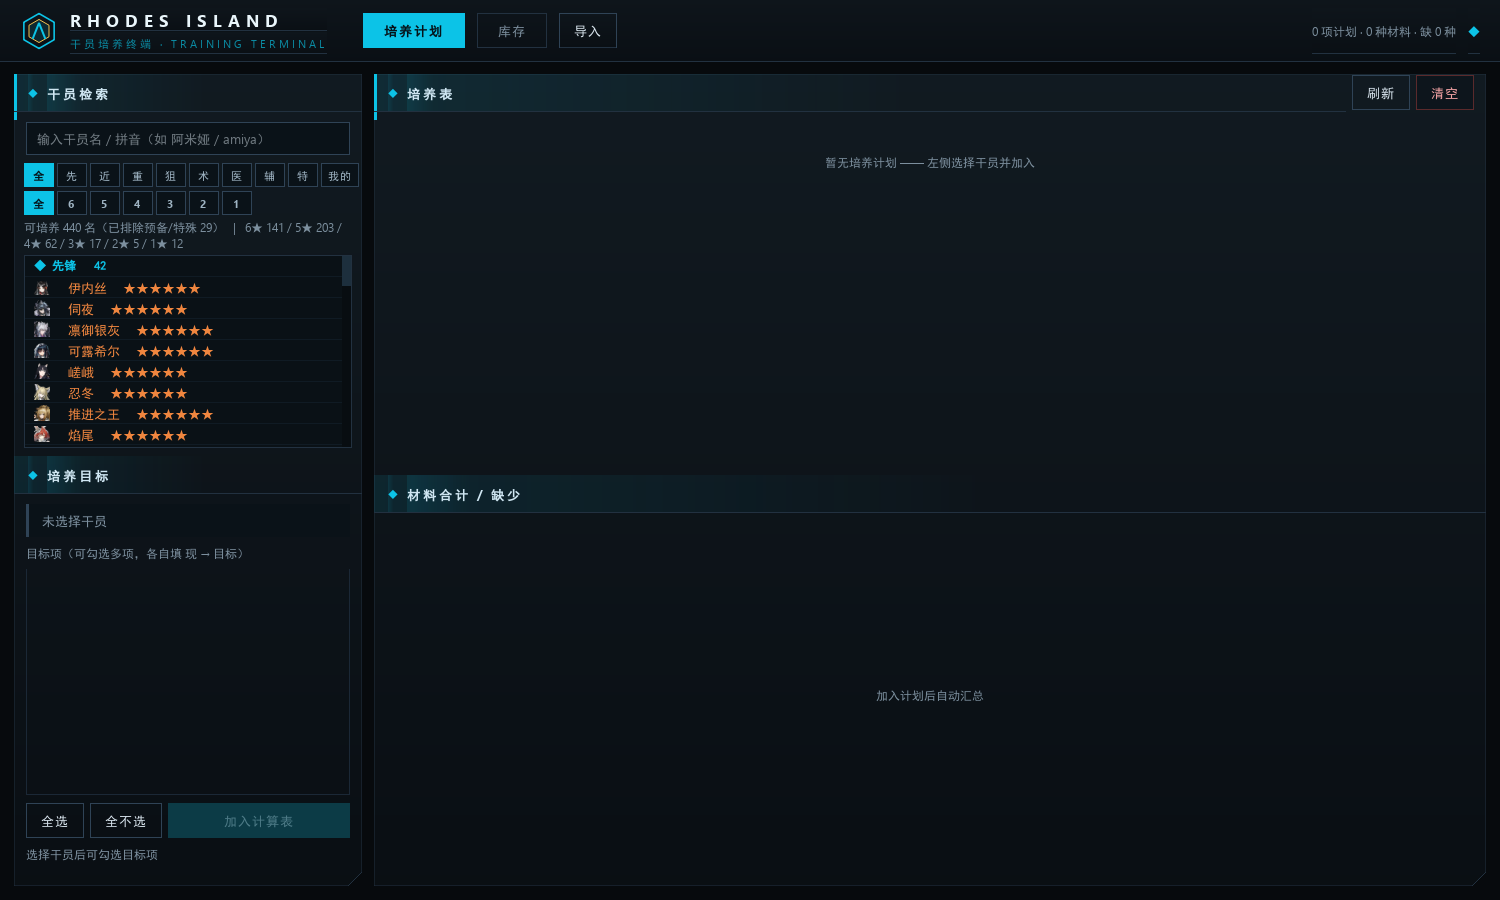 RHODES ISLAND
干员培养终端 · TRAINING TERMINAL
培养计划 库存 导入
0 项计划 · 0 种材料 · 缺 0 种 ◆
◆ 干员检索
输入干员名 / 拼音（如 阿米娅 / amiya）
全 先 近 重 狙 术 医 辅 特 我的
全 6 5 4 3 2 1
可培养 440 名（已排除预备/特殊 29） | 6★ 141 / 5★ 203 /
4★ 62 / 3★ 17 / 2★ 5 / 1★ 12
◆ 先锋 42
伊内丝 ★★★★★★
伺夜 ★★★★★★
凛御银灰 ★★★★★★
可露希尔 ★★★★★★
嵯峨 ★★★★★★
忍冬 ★★★★★★
推进之王 ★★★★★★
焰尾 ★★★★★★
◆ 培养目标
未选择干员
目标项（可勾选多项，各自填 现 → 目标）
全选 全不选 加入计算表
选择干员后可勾选目标项
◆ 培养表
刷新 清空
暂无培养计划 —— 左侧选择干员并加入
◆ 材料合计 / 缺少
加入计划后自动汇总